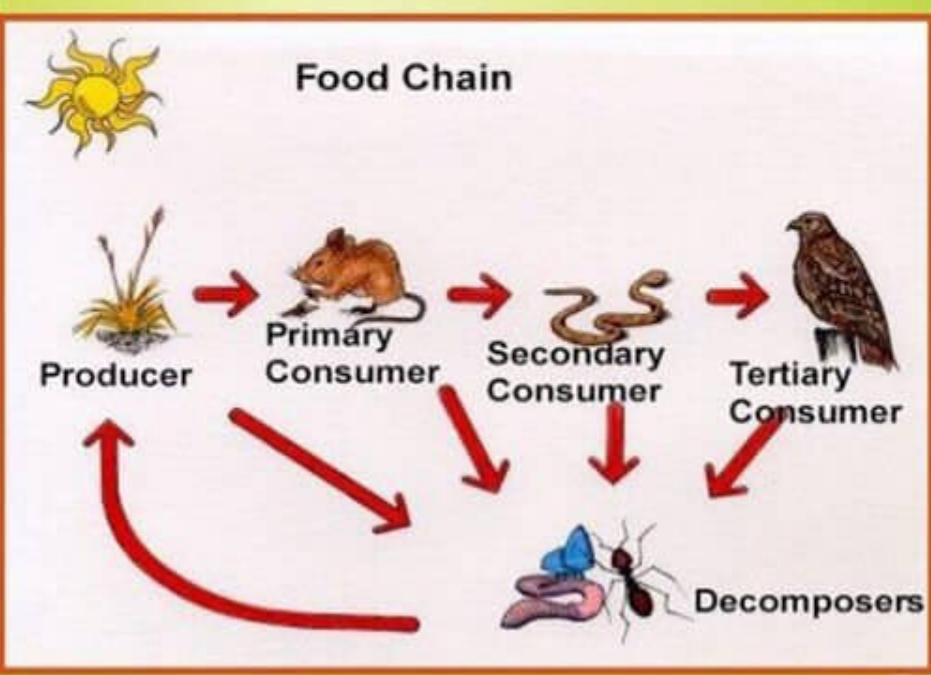 Food Chain
Producer
Primary
Consumer
Secondary
Consumer
Tertiary
Consumer
Decomposers